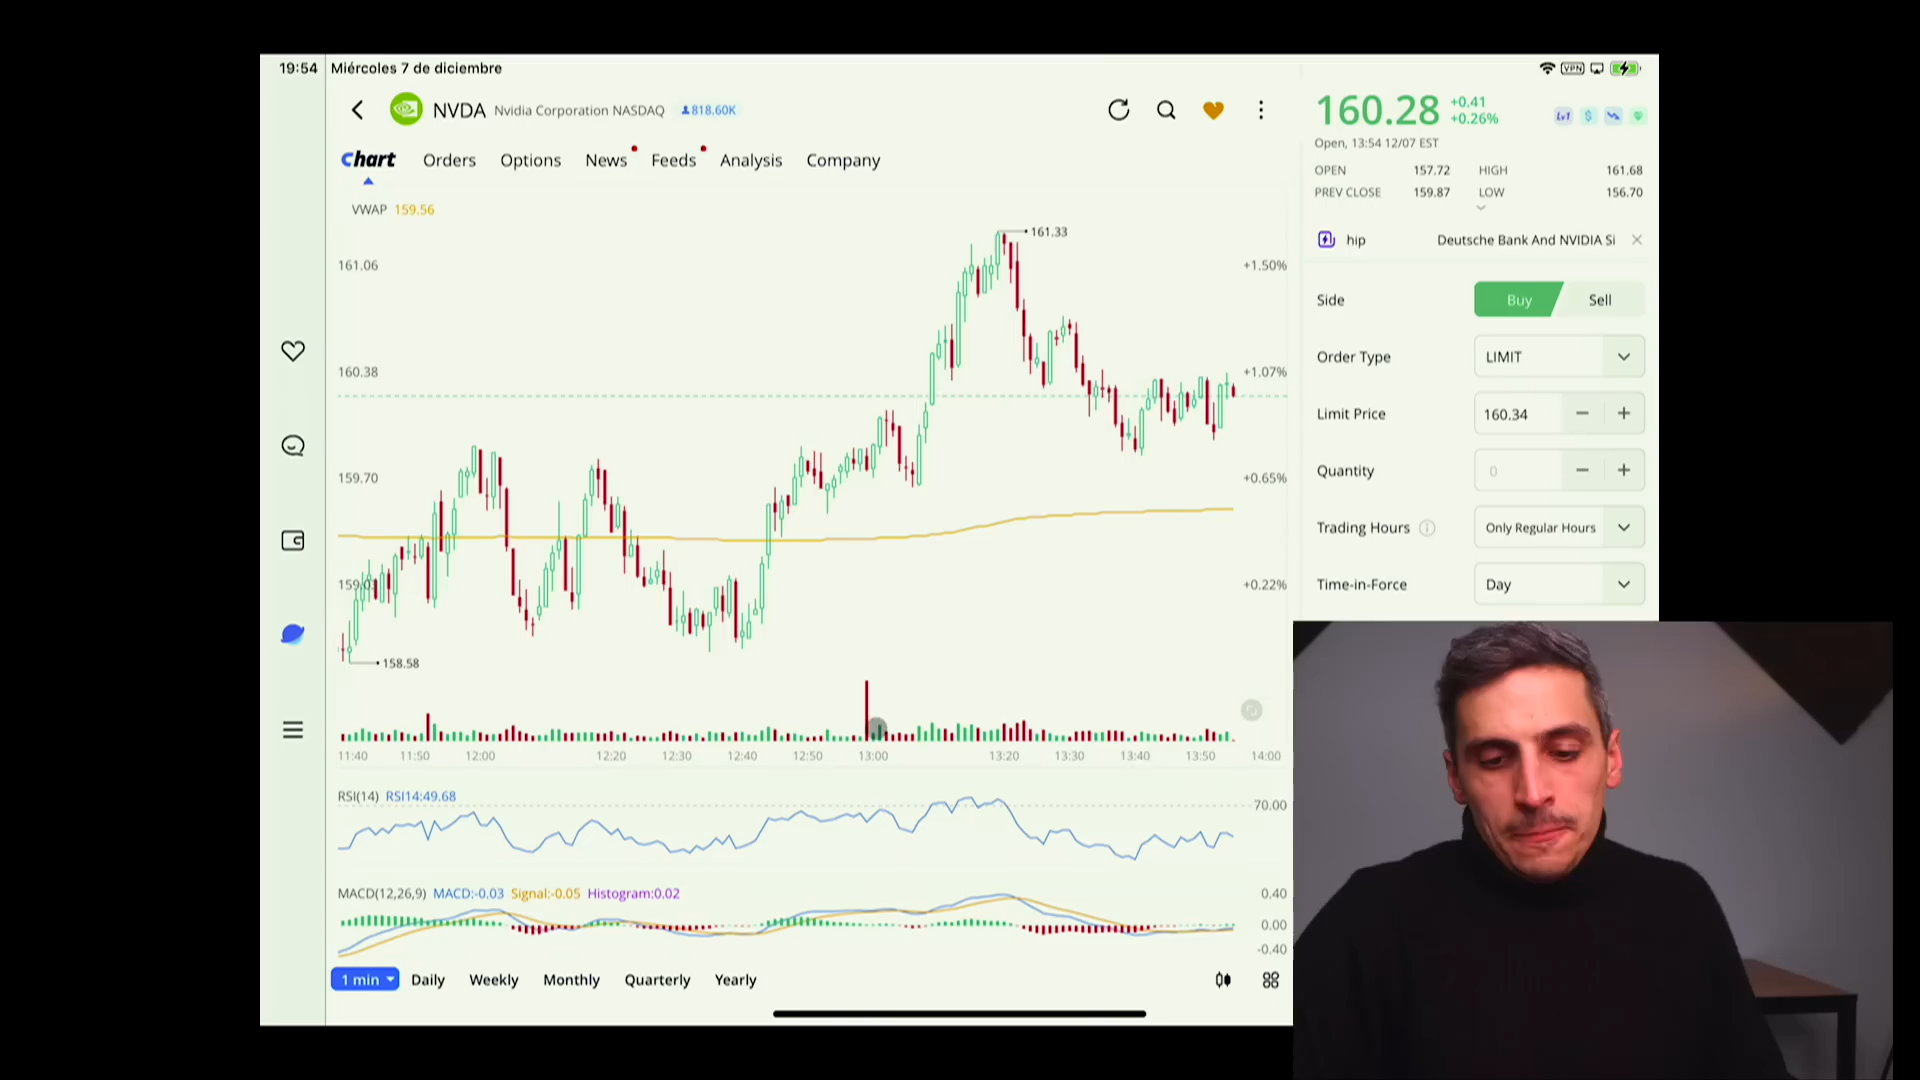 19:54 Miércoles 7 de diciembre
VPN
NVDA Nvidia Corporation NASDAQ 818.60K
160.28 +0.41
+0.26%
Lv1 $
Open, 13:54 12/07 EST
OPEN 157.72 HIGH 161.68
PREV CLOSE 159.87 LOW 156.70
Chart Orders Options News Feeds Analysis Company
VWAP 159.56
161.33
161.06 +1.50%
160.38 +1.07%
159.70 +0.65%
159.03 +0.22%
158.58
11:40 11:50 12:00 12:20 12:30 12:40 12:50 13:00 13:20 13:30 13:40 13:50 14:00
RSI(14) RSI14:49.68
70.00
MACD(12,26,9) MACD:-0.03 Signal:-0.05 Histogram:0.02
0.40
0.00
-0.40
1 min Daily Weekly Monthly Quarterly Yearly
hip Deutsche Bank And NVIDIA Si
Side Buy Sell
Order Type LIMIT
Limit Price 160.34 − +
Quantity 0 − +
Trading Hours Only Regular Hours
Time-in-Force Day